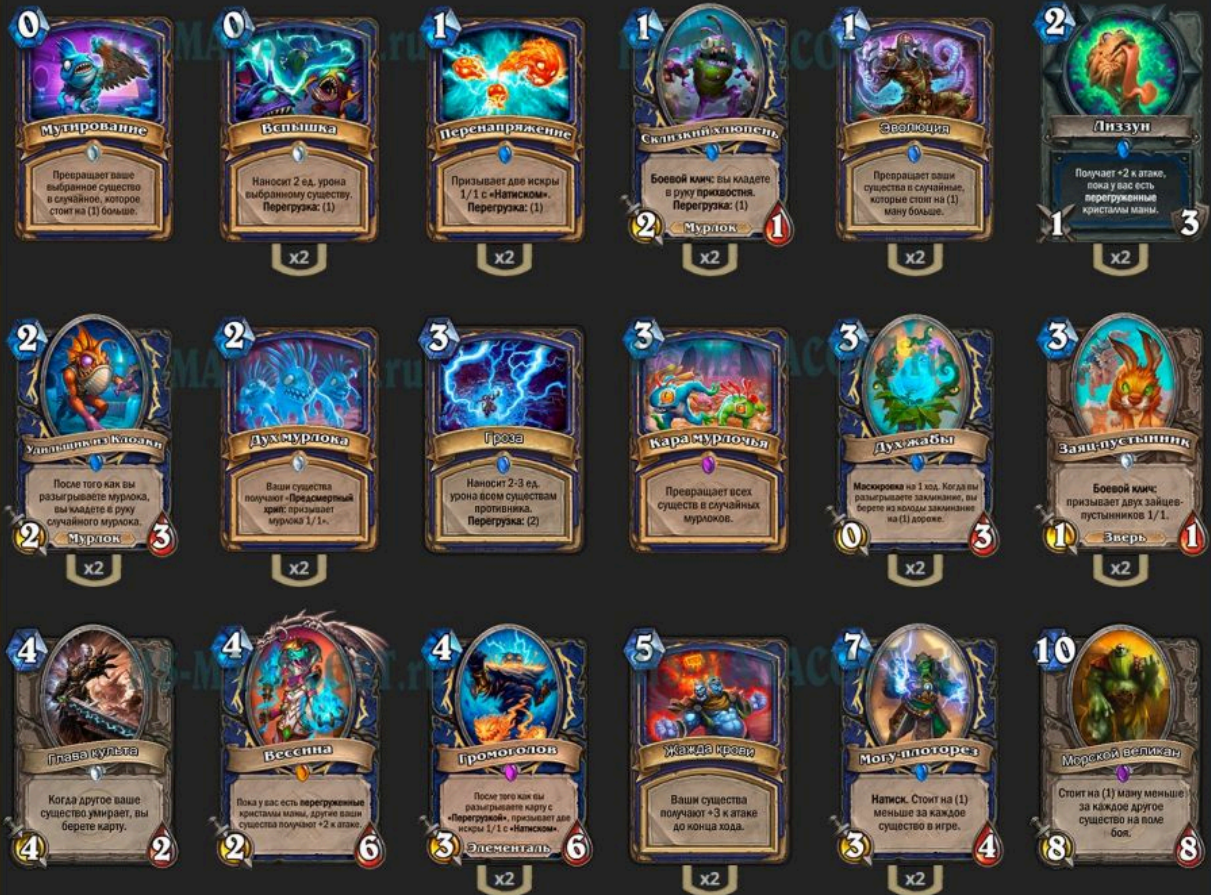 0
Мутирование
Превращает ваше
выбранное существо
в случайное, которое
стоит на (1) больше.
0
Вспышка
Наносит 2 ед. урона
выбранному существу.
Перегрузка: (1)
x2
1
Перенапряжение
Призывает две искры
1/1 с «Натиском».
Перегрузка: (1)
x2
1
Склизкий хлюпень
Боевой клич: вы кладете
в руку прихвостня.
Перегрузка: (1)
2
Мурлок
1
x2
1
Эволюция
Превращает ваши
существа в случайные,
которые стоят на (1)
ману больше.
x2
2
Лиззун
Получает +2 к атаке,
пока у вас есть
перегруженные
кристаллы маны.
1
3
x2
2
Удильщик из Клоаки
После того как вы
разыгрываете мурлока,
вы кладете в руку
случайного мурлока.
2
Мурлок
3
x2
2
Дух мурлока
Ваши существа
получают «Предсмертный
хрип: призывает
мурлока 1/1».
x2
3
Гроза
Наносит 2-3 ед.
урона всем существам
противника.
Перегрузка: (2)
3
Кара мурлочья
Превращает всех
существ в случайных
мурлоков.
3
Дух жабы
Маскировка на 1 ход. Когда вы
разыгрываете заклинание, вы
берете из колоды заклинание
на (1) дороже.
0
3
x2
3
Заяц-пустынник
Боевой клич:
призывает двух зайцев-
пустынников 1/1.
1
Зверь
1
x2
4
Глава культа
Когда другое ваше
существо умирает, вы
берете карту.
4
2
4
Вессина
Пока у вас есть перегруженные
кристаллы маны, другие ваши
существа получают +2 к атаке.
2
6
4
Громоголов
После того как вы
разыгрываете карту с
«Перегрузкой», призывает две
искры 1/1 с «Натиском».
3
Элементаль
6
x2
5
Жажда крови
Ваши существа
получают +3 к атаке
до конца хода.
x2
7
Могу-плоторез
Натиск. Стоит на (1)
меньше за каждое
существо в игре.
3
4
x2
10
Морской великан
Стоит на (1) ману меньше
за каждое другое
существо на поле
боя.
8
8